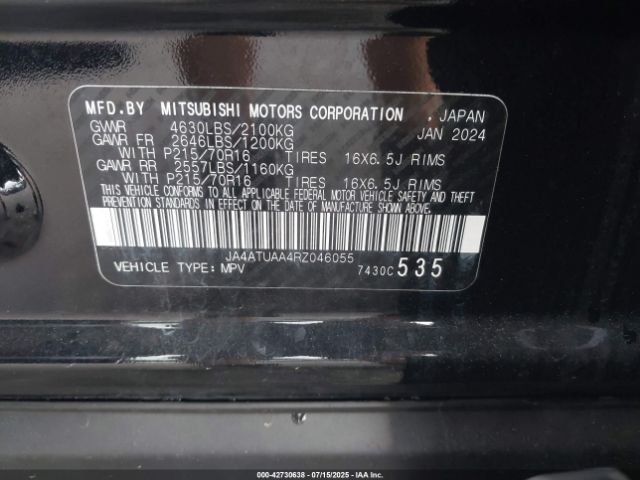 MFD. BY MITSUBISHI MOTORS CORPORATION , JAPAN
GVWR 4630LBS/2100KG JAN 2024
GAWR FR 2646LBS/1200KG
WITH P215/70R16 TIRES 16X6.5J RIMS
GAWR RR 2557LBS/1160KG
WITH P215/70R16 TIRES 16X6.5J RIMS
THIS VEHICLE CONFORMS TO ALL APPLICABLE FEDERAL MOTOR VEHICLE SAFETY AND THEFT
PREVENTION STANDARDS IN EFFECT ON THE DATE OF MANUFACTURE SHOWN ABOVE.
JA4ATUAA4RZ046055
VEHICLE TYPE: MPV 7430C 535
000-42730638 - 07/15/2025 - IAA Inc.